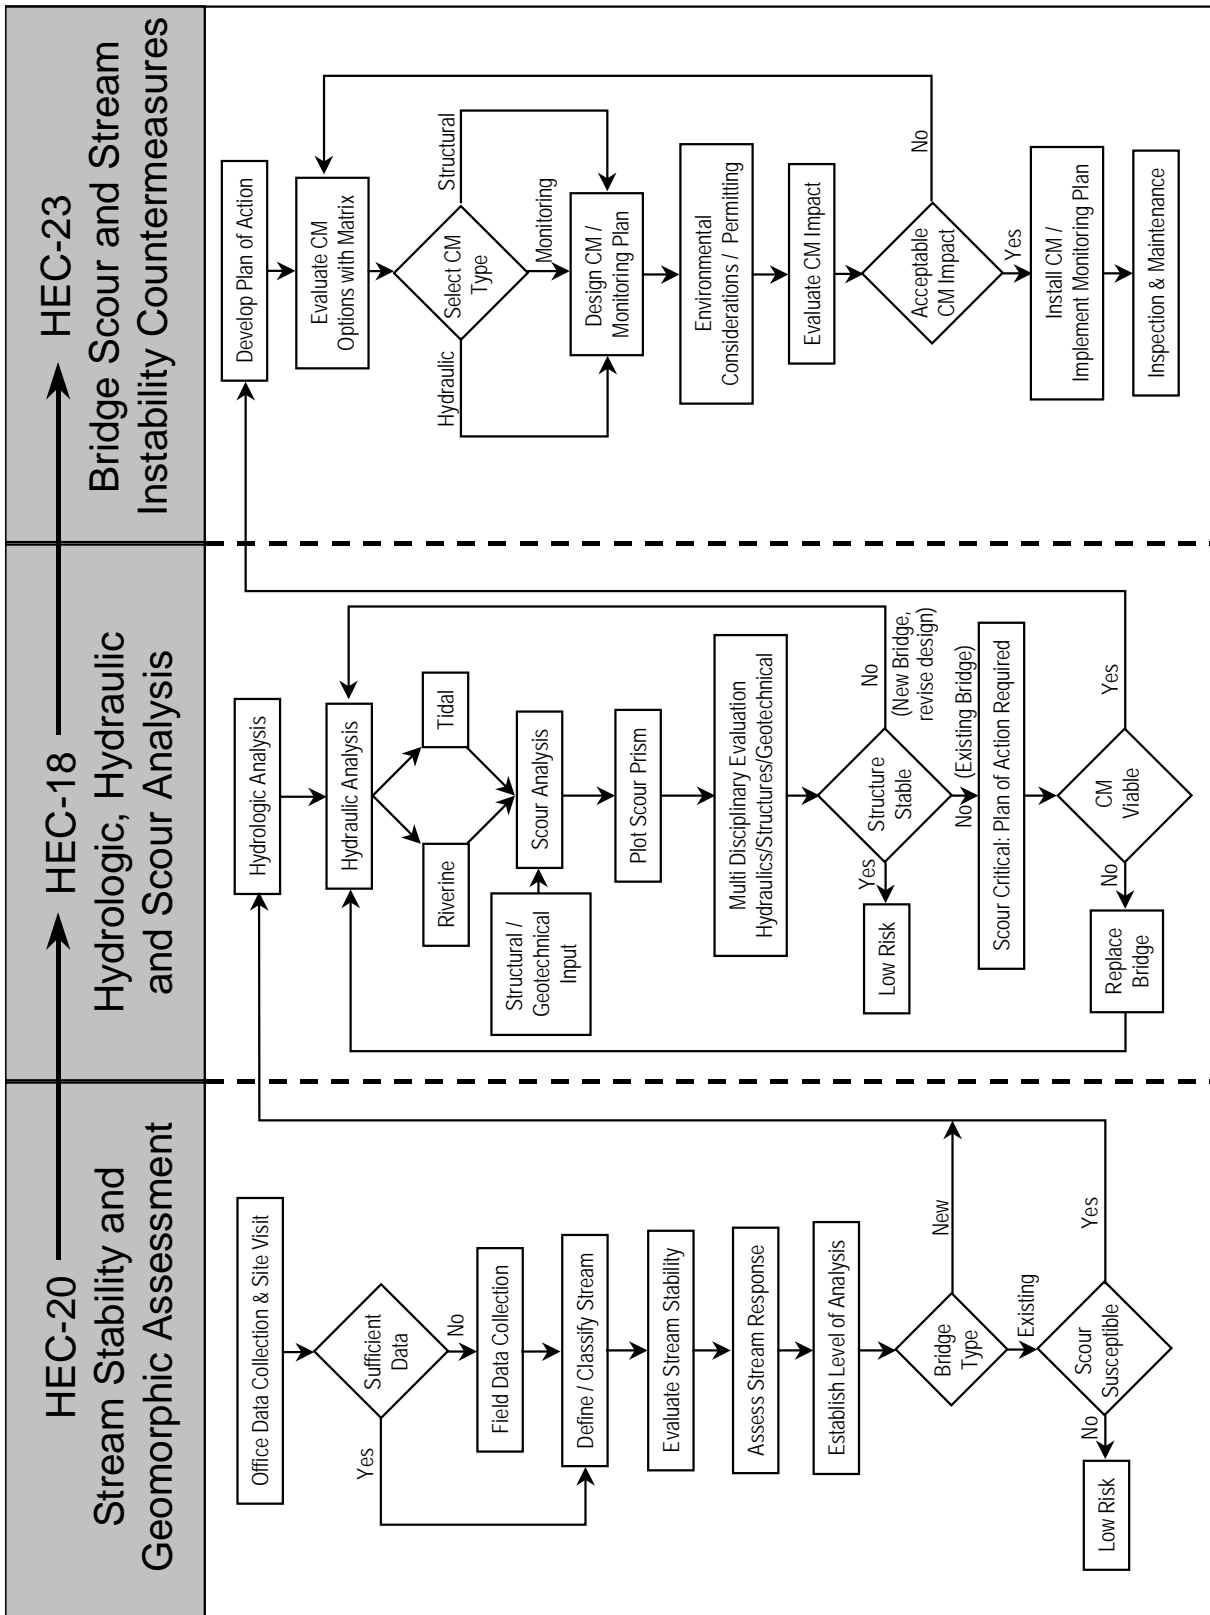 HEC-20
HEC-18
HEC-23
Stream Stability and
Geomorphic Assessment
Hydrologic, Hydraulic
and Scour Analysis
Bridge Scour and Stream
Instability Countermeasures
Office Data Collection & Site Visit
Sufficient
Data
Yes
No
Field Data Collection
Define / Classify Stream
Evaluate Stream Stability
Assess Stream Response
Establish Level of Analysis
Bridge
Type
New
Existing
Scour
Susceptible
Yes
No
Low Risk
Hydrologic Analysis
Hydraulic Analysis
Riverine
Tidal
Structural /
Geotechnical
Input
Scour Analysis
Plot Scour Prism
Multi Disciplinary Evaluation
Hydraulics/Structures/Geotechnical
Structure
Stable
Yes
Low Risk
No
(New Bridge,
revise design)
No (Existing Bridge)
Scour Critical: Plan of Action Required
CM
Viable
No
Yes
Replace
Bridge
Develop Plan of Action
Evaluate CM
Options with Matrix
Select CM
Type
Hydraulic
Structural
Monitoring
Design CM /
Monitoring Plan
Environmental
Considerations / Permitting
Evaluate CM Impact
Acceptable
CM Impact
No
Yes
Install CM /
Implement Monitoring Plan
Inspection & Maintenance